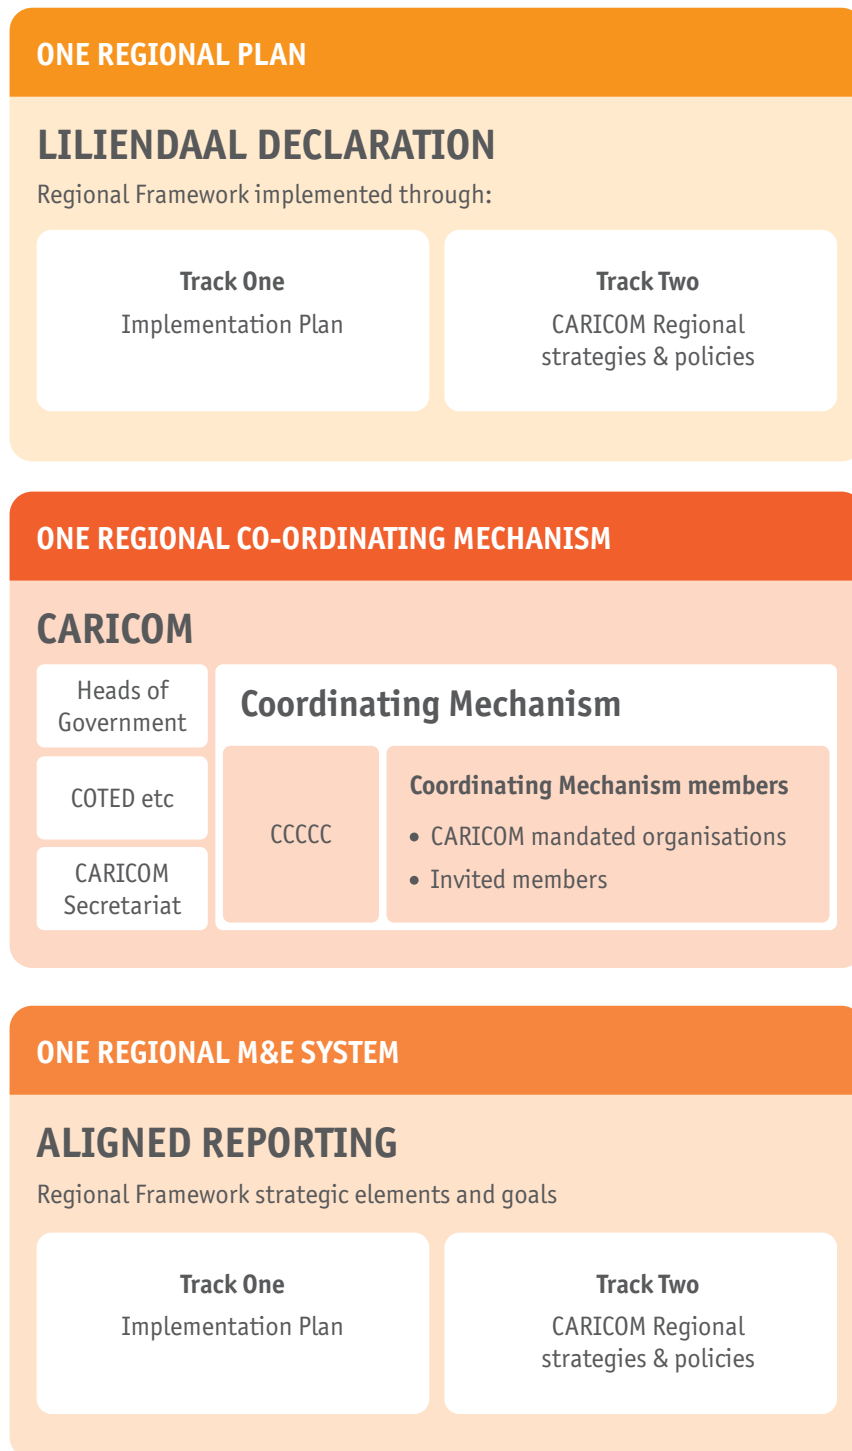 ONE REGIONAL PLAN
LILIENDAAL DECLARATION
Regional Framework implemented through:
Track One
Implementation Plan
Track Two
CARICOM Regional
strategies & policies
ONE REGIONAL CO-ORDINATING MECHANISM
CARICOM
Heads of
Government
COTED etc
CARICOM
Secretariat
Coordinating Mechanism
CCCCC
Coordinating Mechanism members
• CARICOM mandated organisations
• Invited members
ONE REGIONAL M&E SYSTEM
ALIGNED REPORTING
Regional Framework strategic elements and goals
Track One
Implementation Plan
Track Two
CARICOM Regional
strategies & policies